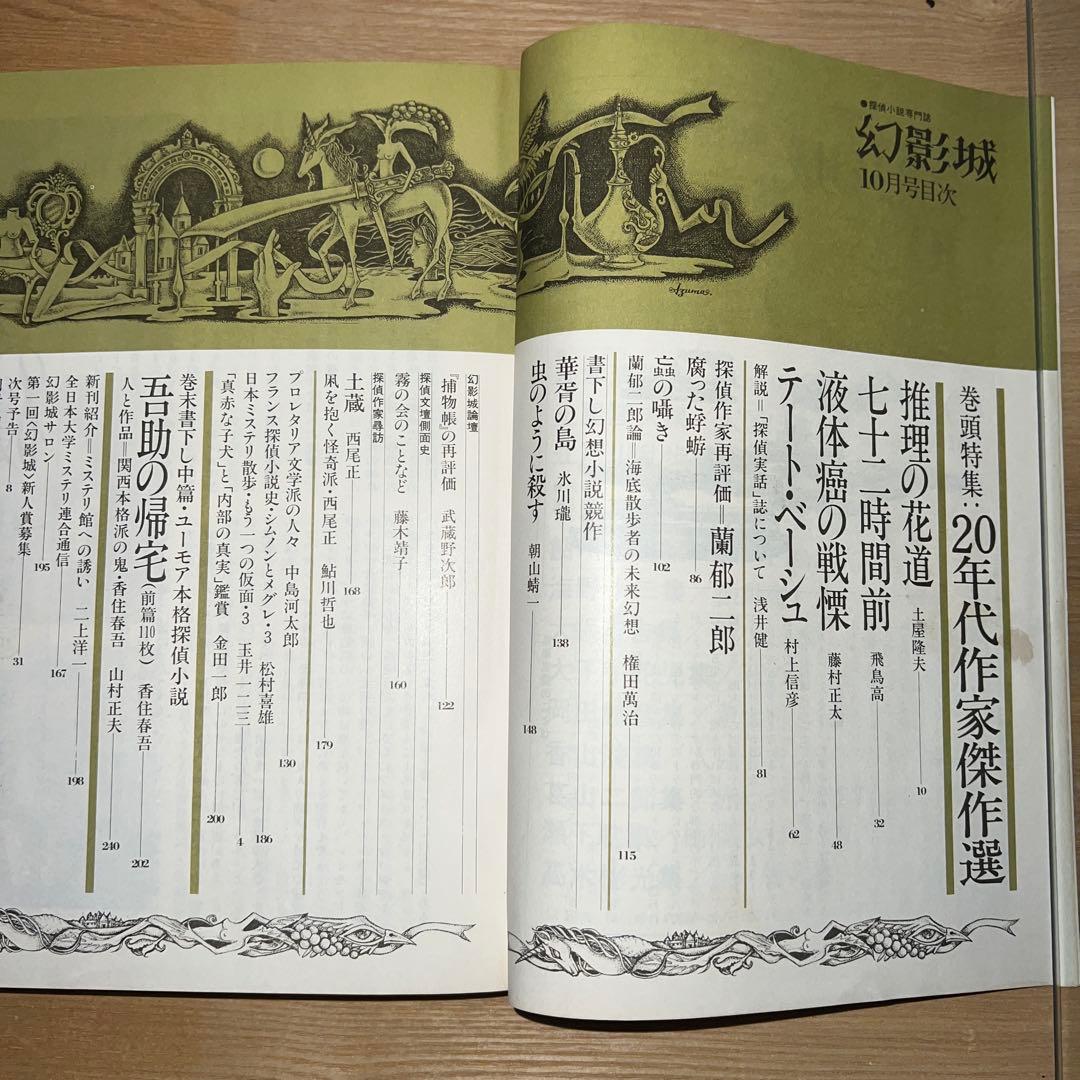 ●探偵小説専門誌
幻影城
10月号目次
Azuma.
巻頭特集:20年代作家傑作選
推理の花道 土屋隆夫 10
七十二時間前 飛鳥高 32
液体癌の戦慄 藤村正太 48
テート・ベーシュ 村上信彦 62
解説=「探偵実話」誌について 浅井健 81
探偵作家再評価=蘭郁二郎
腐った蜉蝣 86
蝱の囁き 102
蘭郁二郎論=海底散歩者の未来幻想 権田萬治 115
書下し幻想小説競作
華胥の島 氷川瓏 138
虫のように殺す 朝山蜻一 148
幻影城論壇
『捕物帳』の再評価 武蔵野次郎 122
探偵文壇側面史
霧の会のことなど 藤木靖子 160
探偵作家尋訪
土蔵 西尾正 168
凩を抱く怪奇派・西尾正 鮎川哲也 179
プロレタリア文学派の人々 中島河太郎 130
フランス探偵小説史・シムノンとメグレ・3 松村喜雄 186
日本ミステリ散歩・もう一つの仮面・3 玉井一二三 4
「真赤な子犬」と「内部の真実」鑑賞 金田一郎 200
巻末書下し中篇・ユーモア本格探偵小説
吾助の帰宅(前篇110枚) 香住春吾 202
人と作品=関西本格派の鬼・香住春吾 山村正夫 240
新刊紹介=ミステリ館への誘い 二上洋一 198
全日本大学ミステリ連合通信 167
幻影城サロン 195
第一回〈幻影城〉新人賞募集 31
次号予告 8